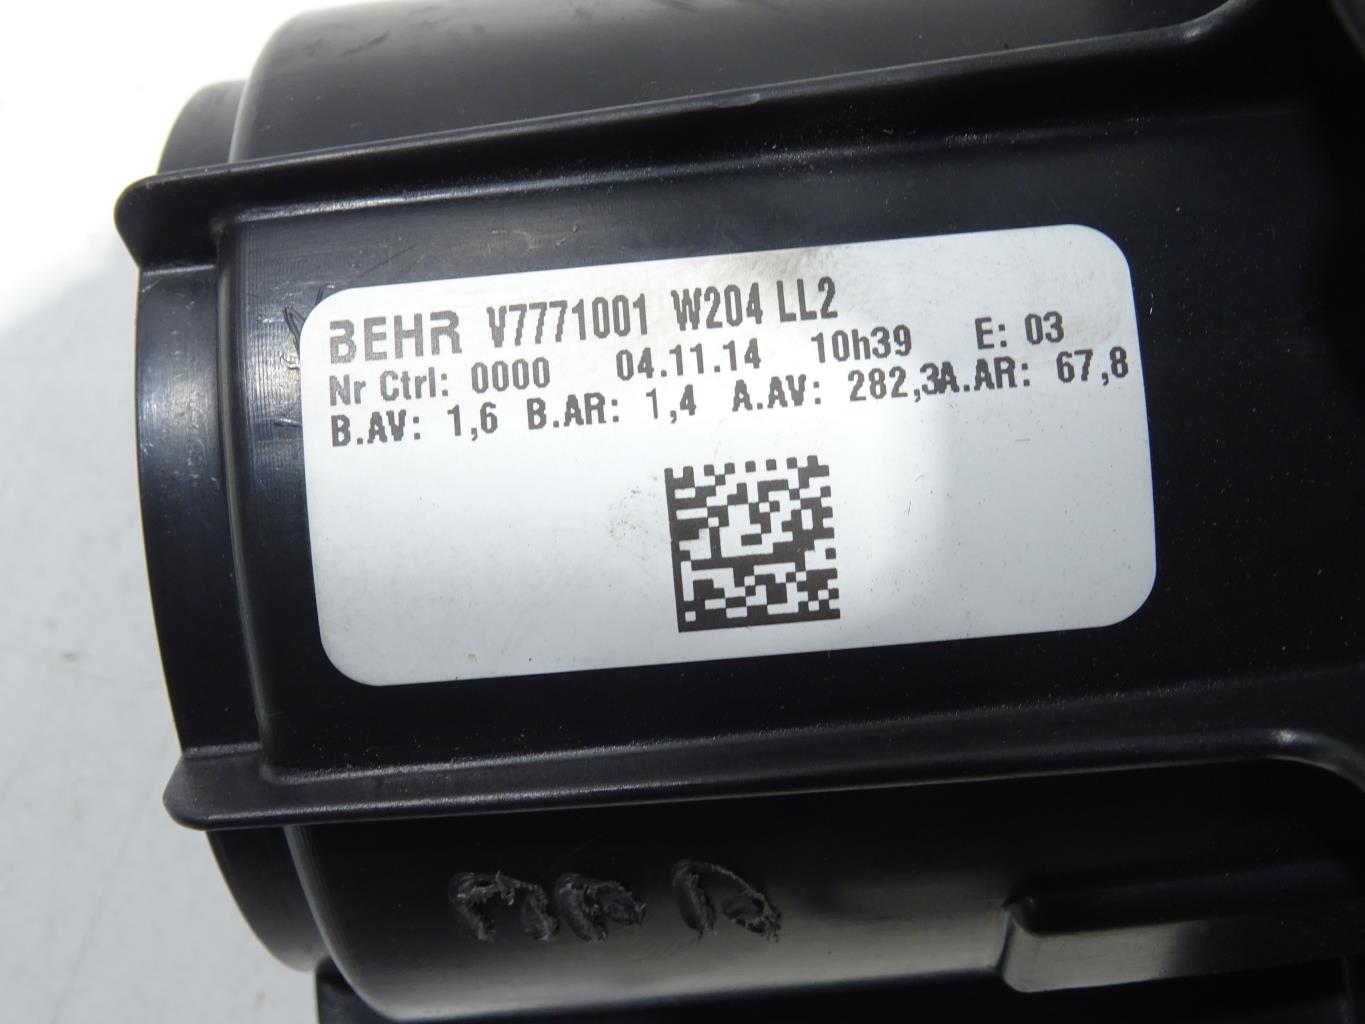 BEHR V7771001 W204 LL2
Nr Ctrl: 0000 04.11.14 10h39 E: 03
B.AV: 1,6 B.AR: 1,4 A.AV: 282,3A.AR: 67,8